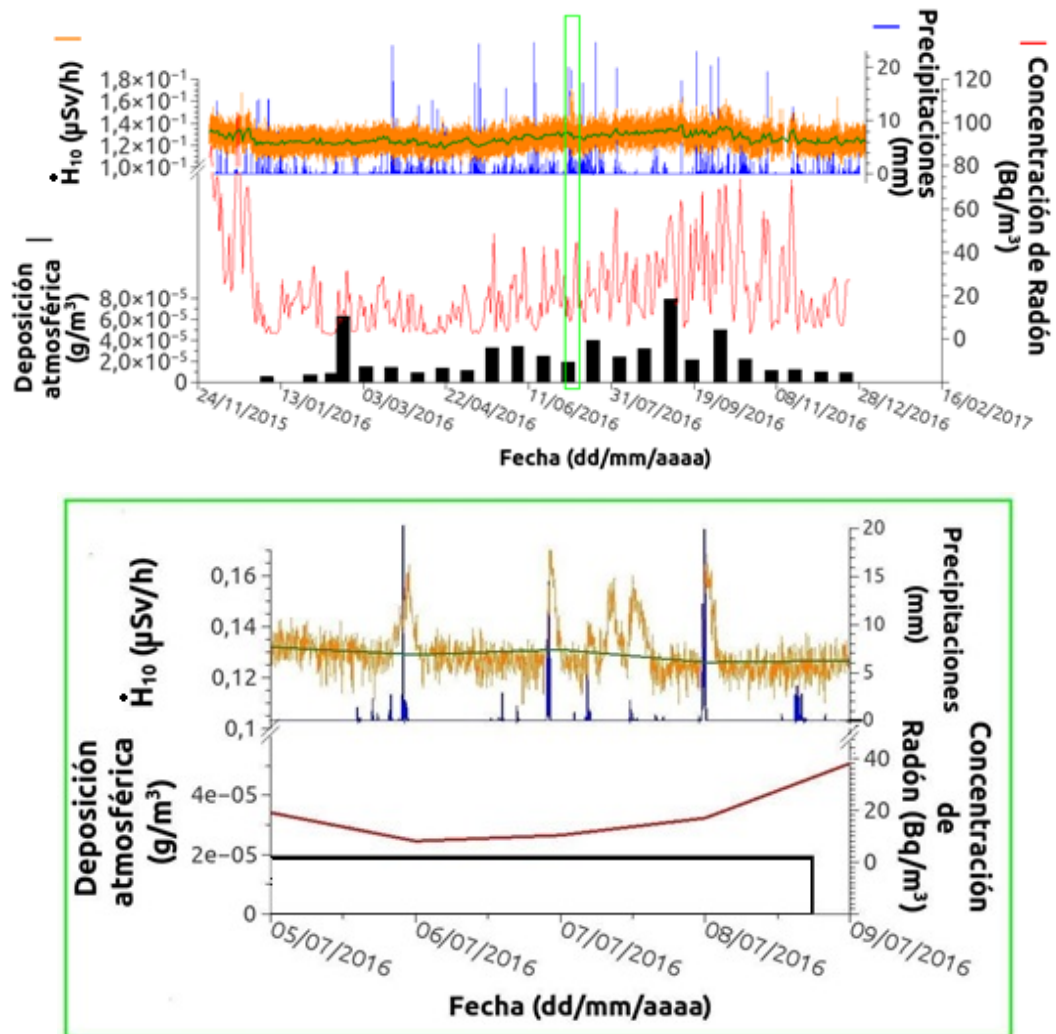 Ḣ10 (µSv/h)
1,8×10⁻¹
1,6×10⁻¹
1,4×10⁻¹
1,2×10⁻¹
1,0×10⁻¹
Precipitaciones
(mm)
20
10
0
Concentración de Radón
(Bq/m³)
120
100
80
60
40
20
0
Deposición
atmosférica
(g/m³)
8,0×10⁻⁵
6,0×10⁻⁵
4,0×10⁻⁵
2,0×10⁻⁵
0
24/11/2015
13/01/2016
03/03/2016
22/04/2016
11/06/2016
31/07/2016
19/09/2016
08/11/2016
28/12/2016
16/02/2017
Fecha (dd/mm/aaaa)
Ḣ10 (µSv/h)
0,16
0,14
0,12
0,1
Precipitaciones
(mm)
20
15
10
5
0
Deposición
atmosférica
(g/m³)
4e−05
2e−05
0
Concentración
de
Radón (Bq/m³)
40
20
0
05/07/2016
06/07/2016
07/07/2016
08/07/2016
09/07/2016
Fecha (dd/mm/aaaa)